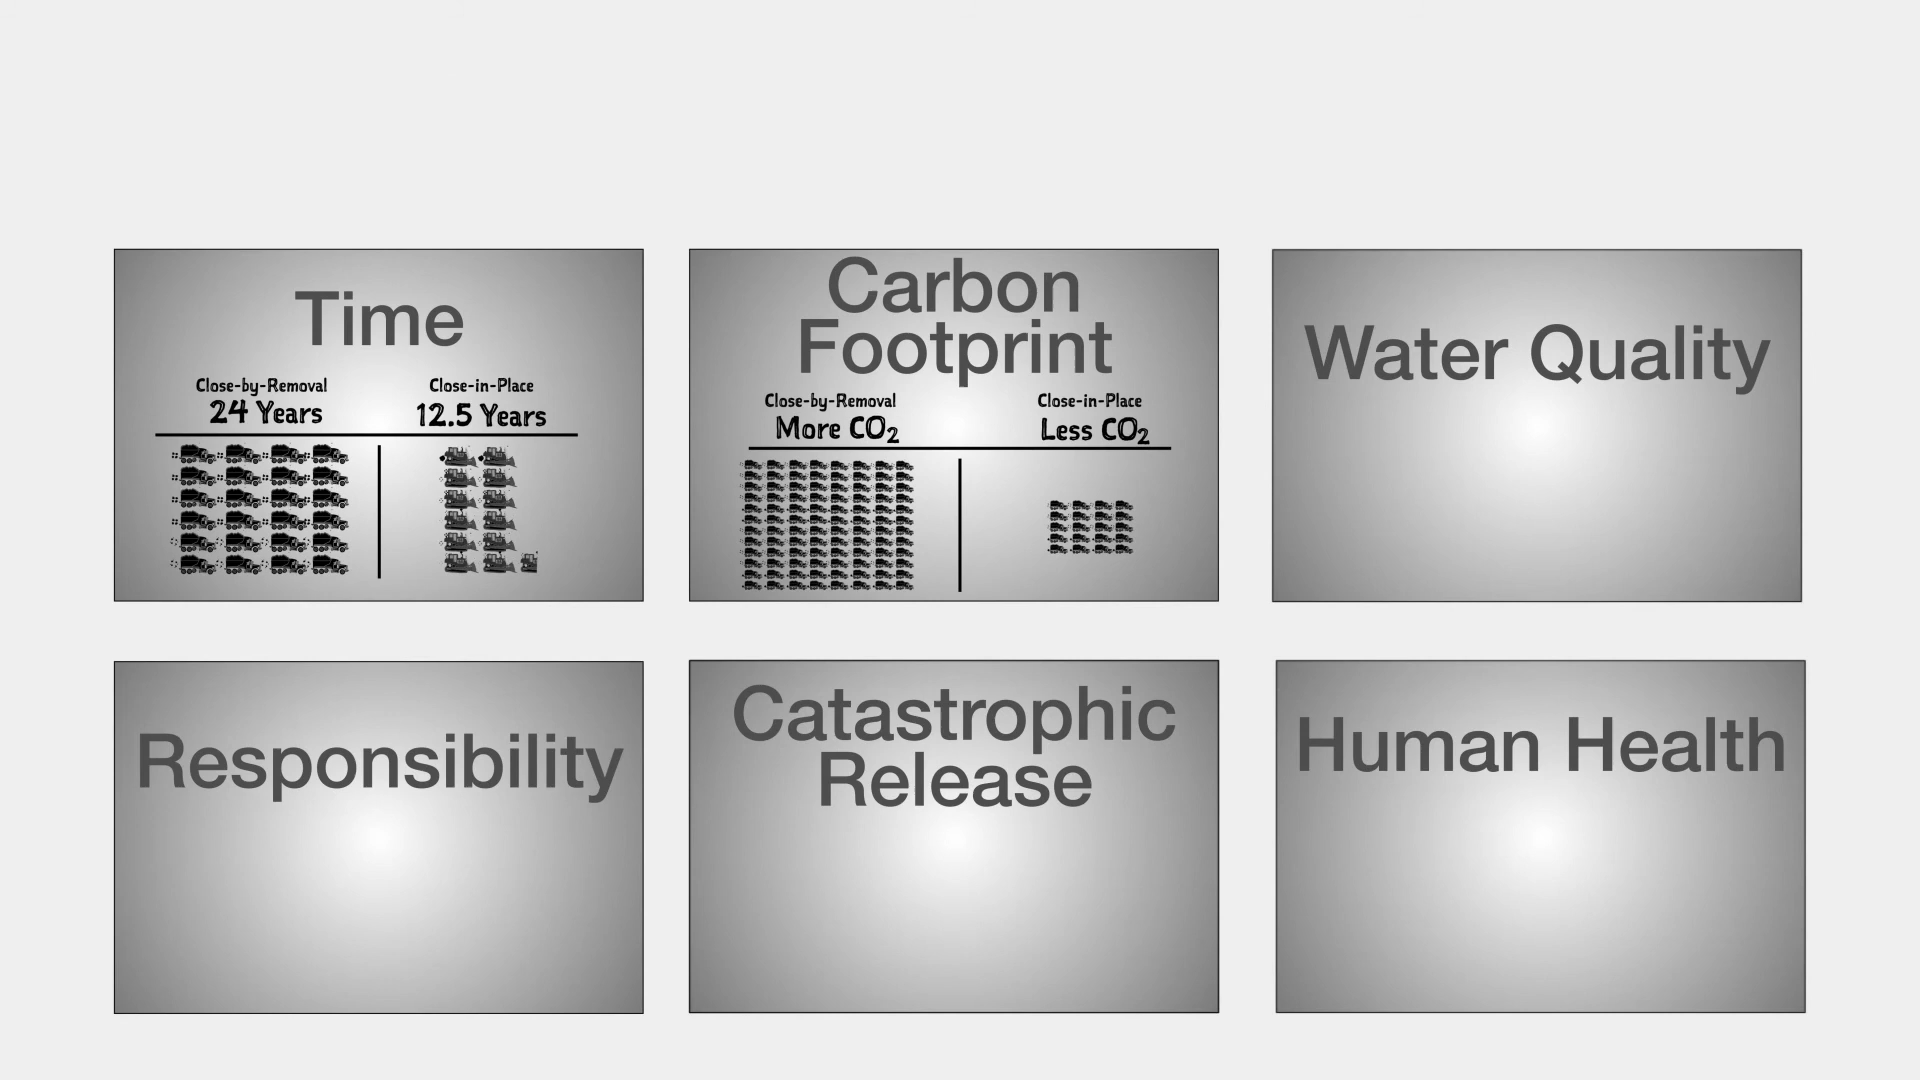 Time
Close-by-Removal
24 Years
Close-in-Place
12.5 Years
Carbon
Footprint
Close-by-Removal
More CO₂
Close-in-Place
Less CO₂
Water Quality
Responsibility
Catastrophic
Release
Human Health